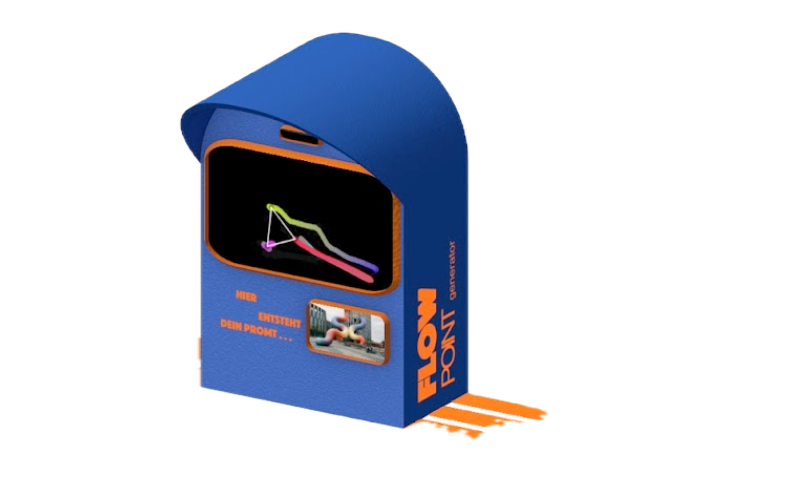 HIER
ENTSTEHT
DEIN PROMT ...
FLOW
POINT generator